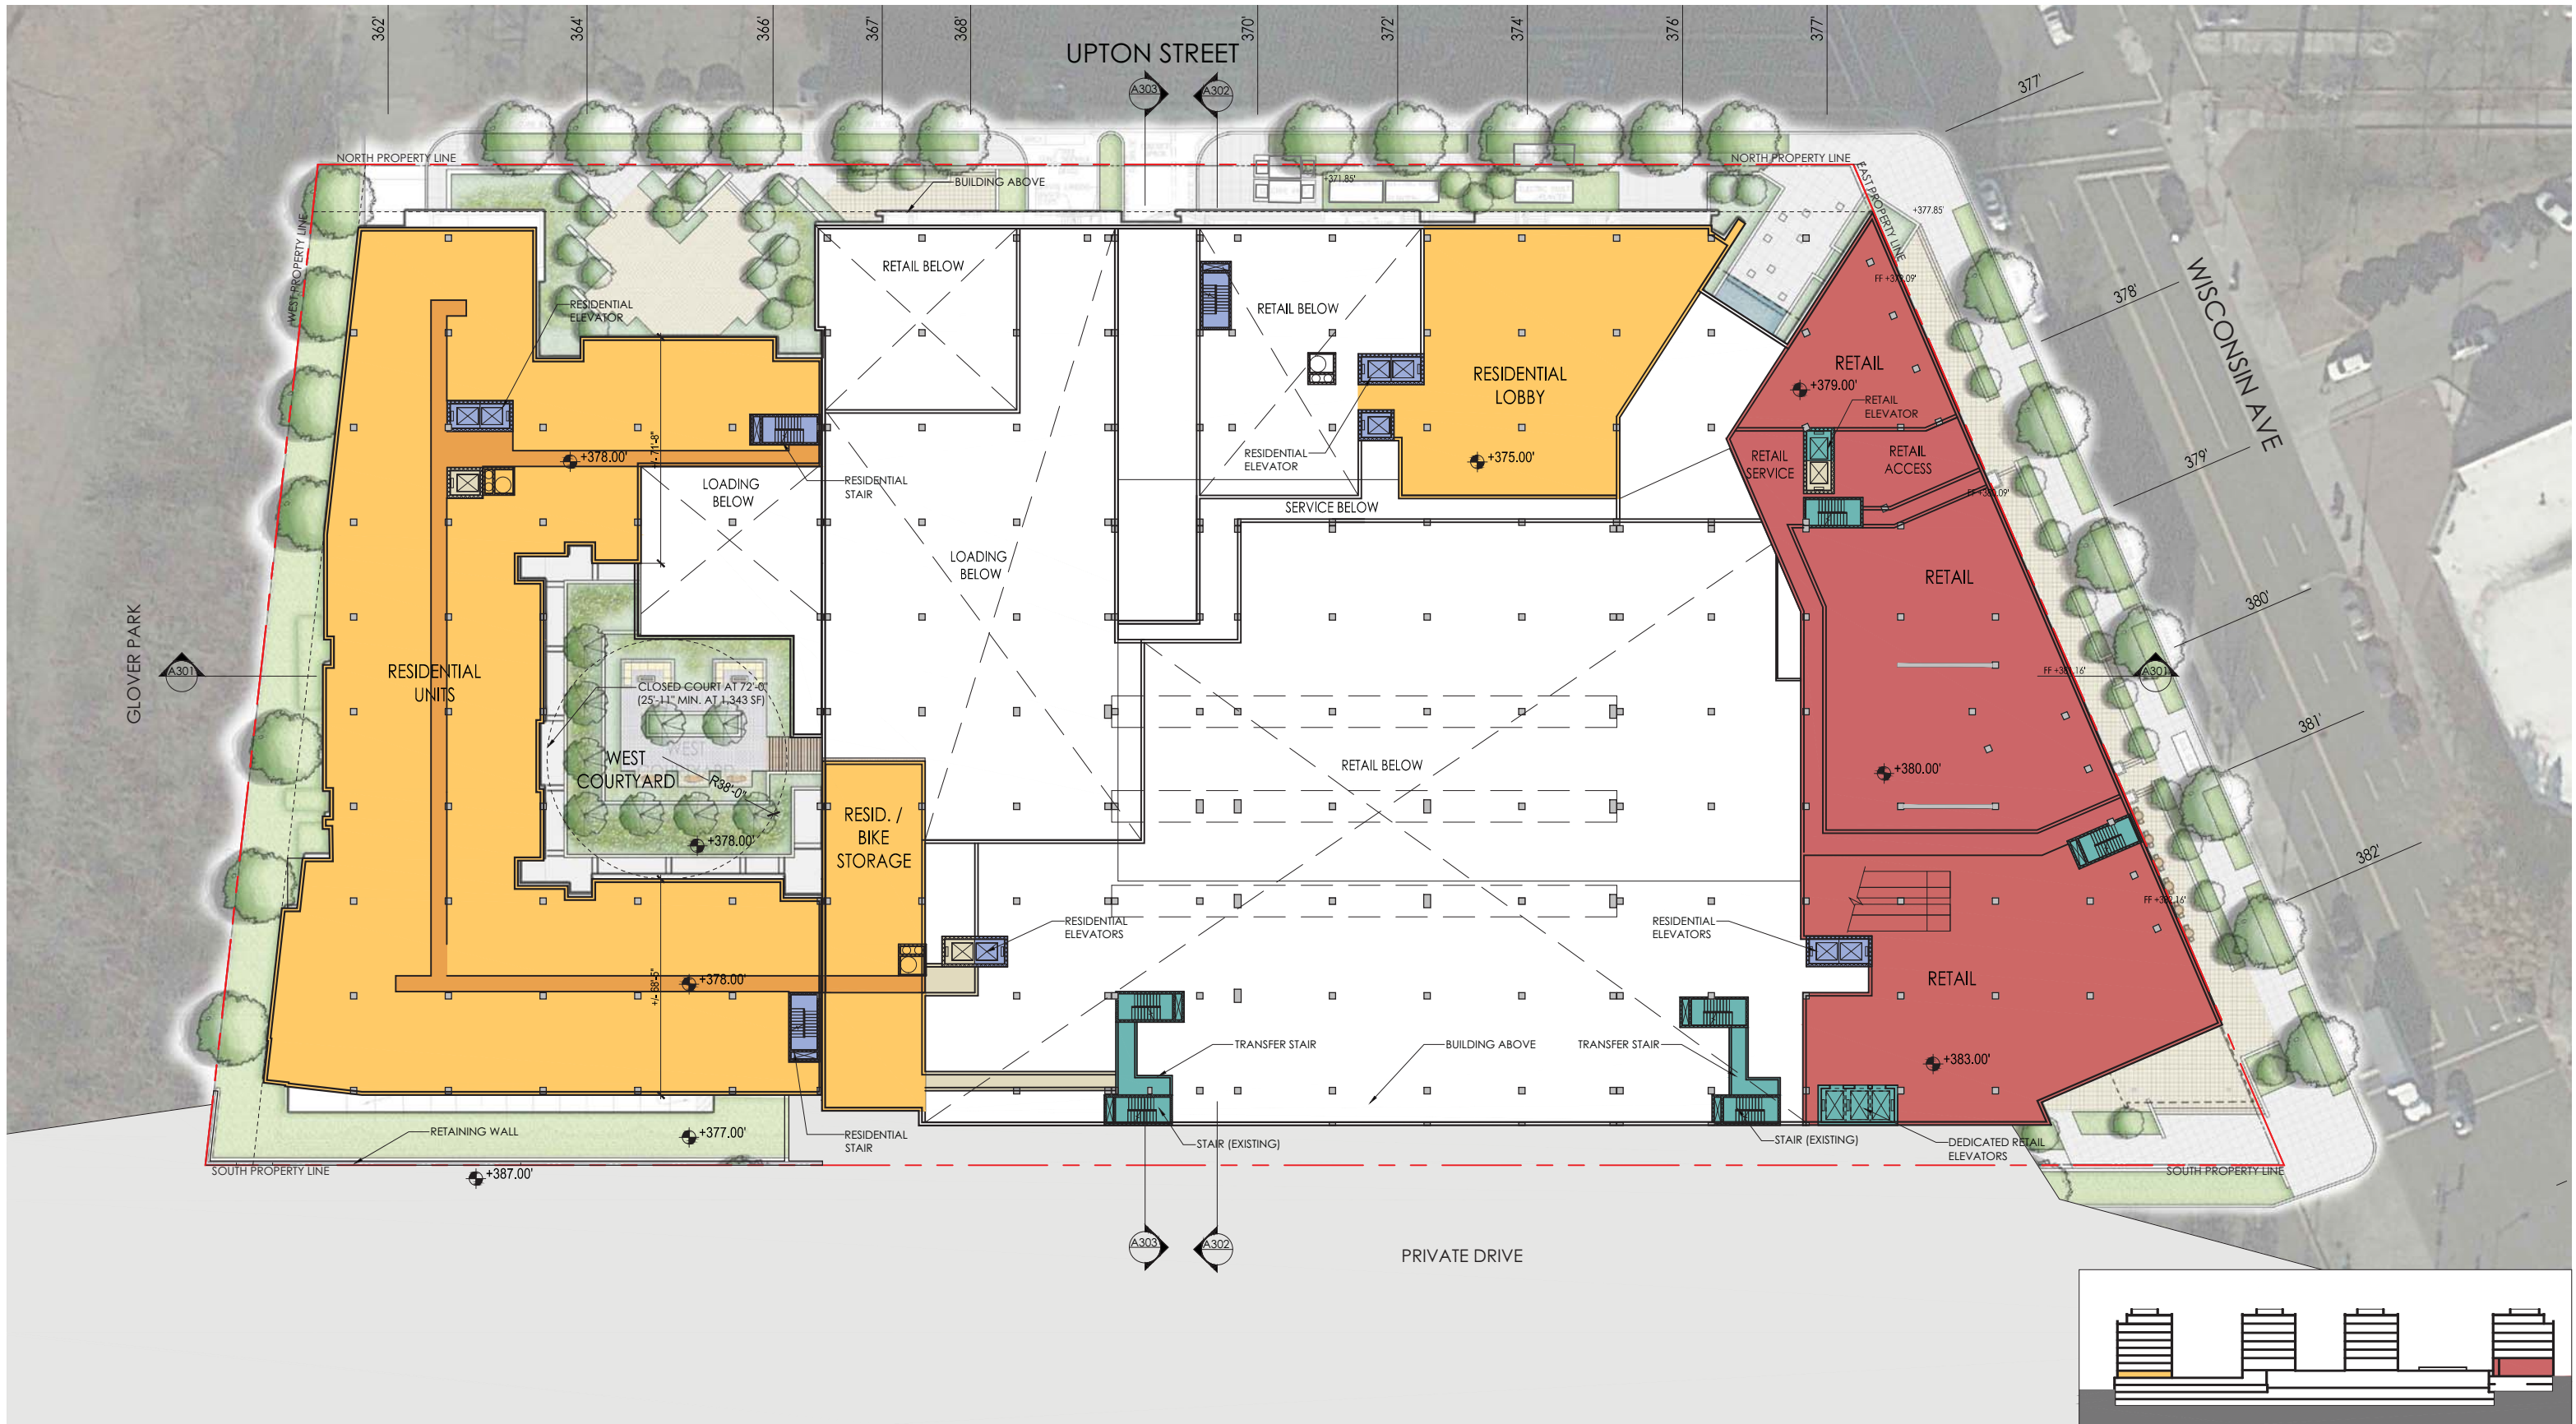 362'
364'
366'
367'
368'
370'
372'
374'
376'
377'
UPTON STREET
A303
A302
377'
NORTH PROPERTY LINE
NORTH PROPERTY LINE
EAST PROPERTY LINE
BUILDING ABOVE
+371.85'
+377.85'
WEST PROPERTY LINE
WISCONSIN AVE
378'
379'
380'
381'
382'
RETAIL BELOW
RETAIL BELOW
RESIDENTIAL
ELEVATOR
RESIDENTIAL
LOBBY
+375.00'
RETAIL
+379.00'
RETAIL
ELEVATOR
RETAIL
SERVICE
RETAIL
ACCESS
RESIDENTIAL
ELEVATOR
+/- 71'-8"
+378.00'
RESIDENTIAL
STAIR
LOADING
BELOW
SERVICE BELOW
LOADING
BELOW
RETAIL
GLOVER PARK
A301
A301
RESIDENTIAL
UNITS
CLOSED COURT AT 72'-0"
(25'-11" MIN. AT 1,343 SF)
WEST
COURTYARD
R38'-0"
+378.00'
RETAIL BELOW
+380.00'
RESID. /
BIKE
STORAGE
RESIDENTIAL
ELEVATORS
RESIDENTIAL
ELEVATORS
RETAIL
+378.00'
TRANSFER STAIR
BUILDING ABOVE
TRANSFER STAIR
+383.00'
RETAINING WALL
+377.00'
RESIDENTIAL
STAIR
STAIR (EXISTING)
STAIR (EXISTING)
DEDICATED RETAIL
ELEVATORS
SOUTH PROPERTY LINE
SOUTH PROPERTY LINE
+387.00'
A303
A302
PRIVATE DRIVE